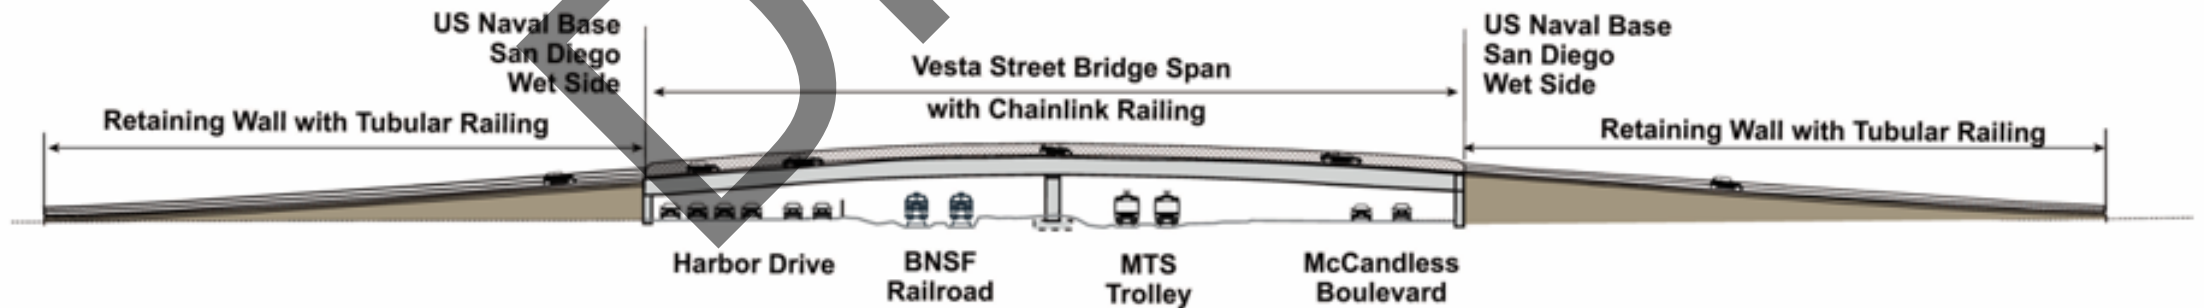 US Naval Base
San Diego
Wet Side
US Naval Base
San Diego
Wet Side
Vesta Street Bridge Span
with Chainlink Railing
Retaining Wall with Tubular Railing
Retaining Wall with Tubular Railing
Harbor Drive
BNSF
Railroad
MTS
Trolley
McCandless
Boulevard